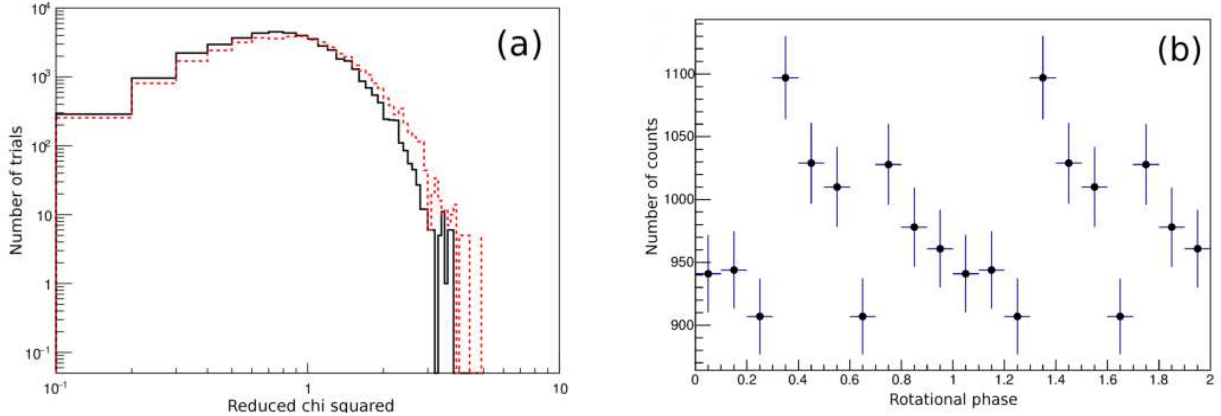 (a)
Number of trials
10⁴
10³
10²
10
1
10⁻¹
10⁻¹ 1 10
Reduced chi squared
(b)
Number of counts
1100
1050
1000
950
900
0 0.2 0.4 0.6 0.8 1 1.2 1.4 1.6 1.8 2
Rotational phase